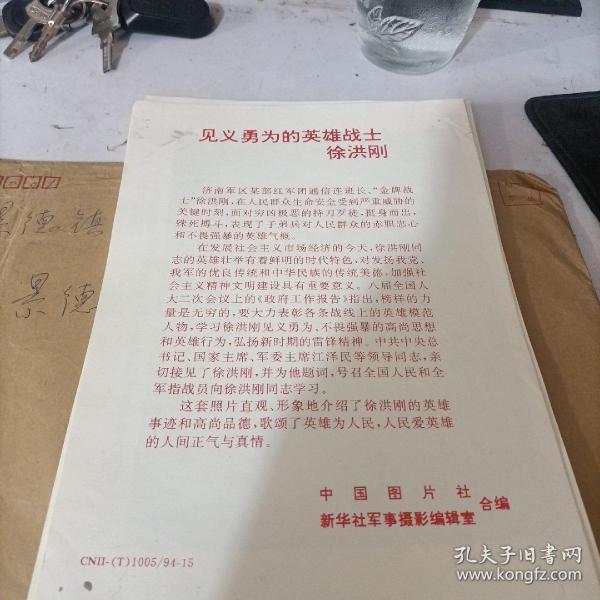 见义勇为的英雄战士
徐洪刚
济南军区某部红军团通信连班长、“金牌战
士”徐洪刚，在人民群众生命安全受到严重威胁的
关键时刻，面对穷凶极恶的持刀歹徒，挺身而出，
殊死搏斗，表现了子弟兵对人民群众的赤胆忠心
和不畏强暴的英雄气概。
在发展社会主义市场经济的今天，徐洪刚同
志的英雄壮举有着鲜明的时代特色，对发扬我党、
我军的优良传统和中华民族的传统美德，加强社
会主义精神文明建设具有重要意义。八届全国人
大二次会议上的《政府工作报告》指出，榜样的力
量是无穷的，要大力表彰各条战线上的英雄模范
人物，学习徐洪刚见义勇为、不畏强暴的高尚思想
和英雄行为，弘扬新时期的雷锋精神。中共中央总
书记、国家主席、军委主席江泽民等领导同志，亲
切接见了徐洪刚，并为他题词，号召全国人民和全
军指战员向徐洪刚同志学习。
这套照片直观、形象地介绍了徐洪刚的英雄
事迹和高尚品德，歌颂了英雄为人民，人民爱英雄
的人间正气与真情。
中国图片社
新华社军事摄影编辑室 合编
CNII-(T)1005/94-15
景德镇
景德
孔夫子旧书网
www.kongfz.com